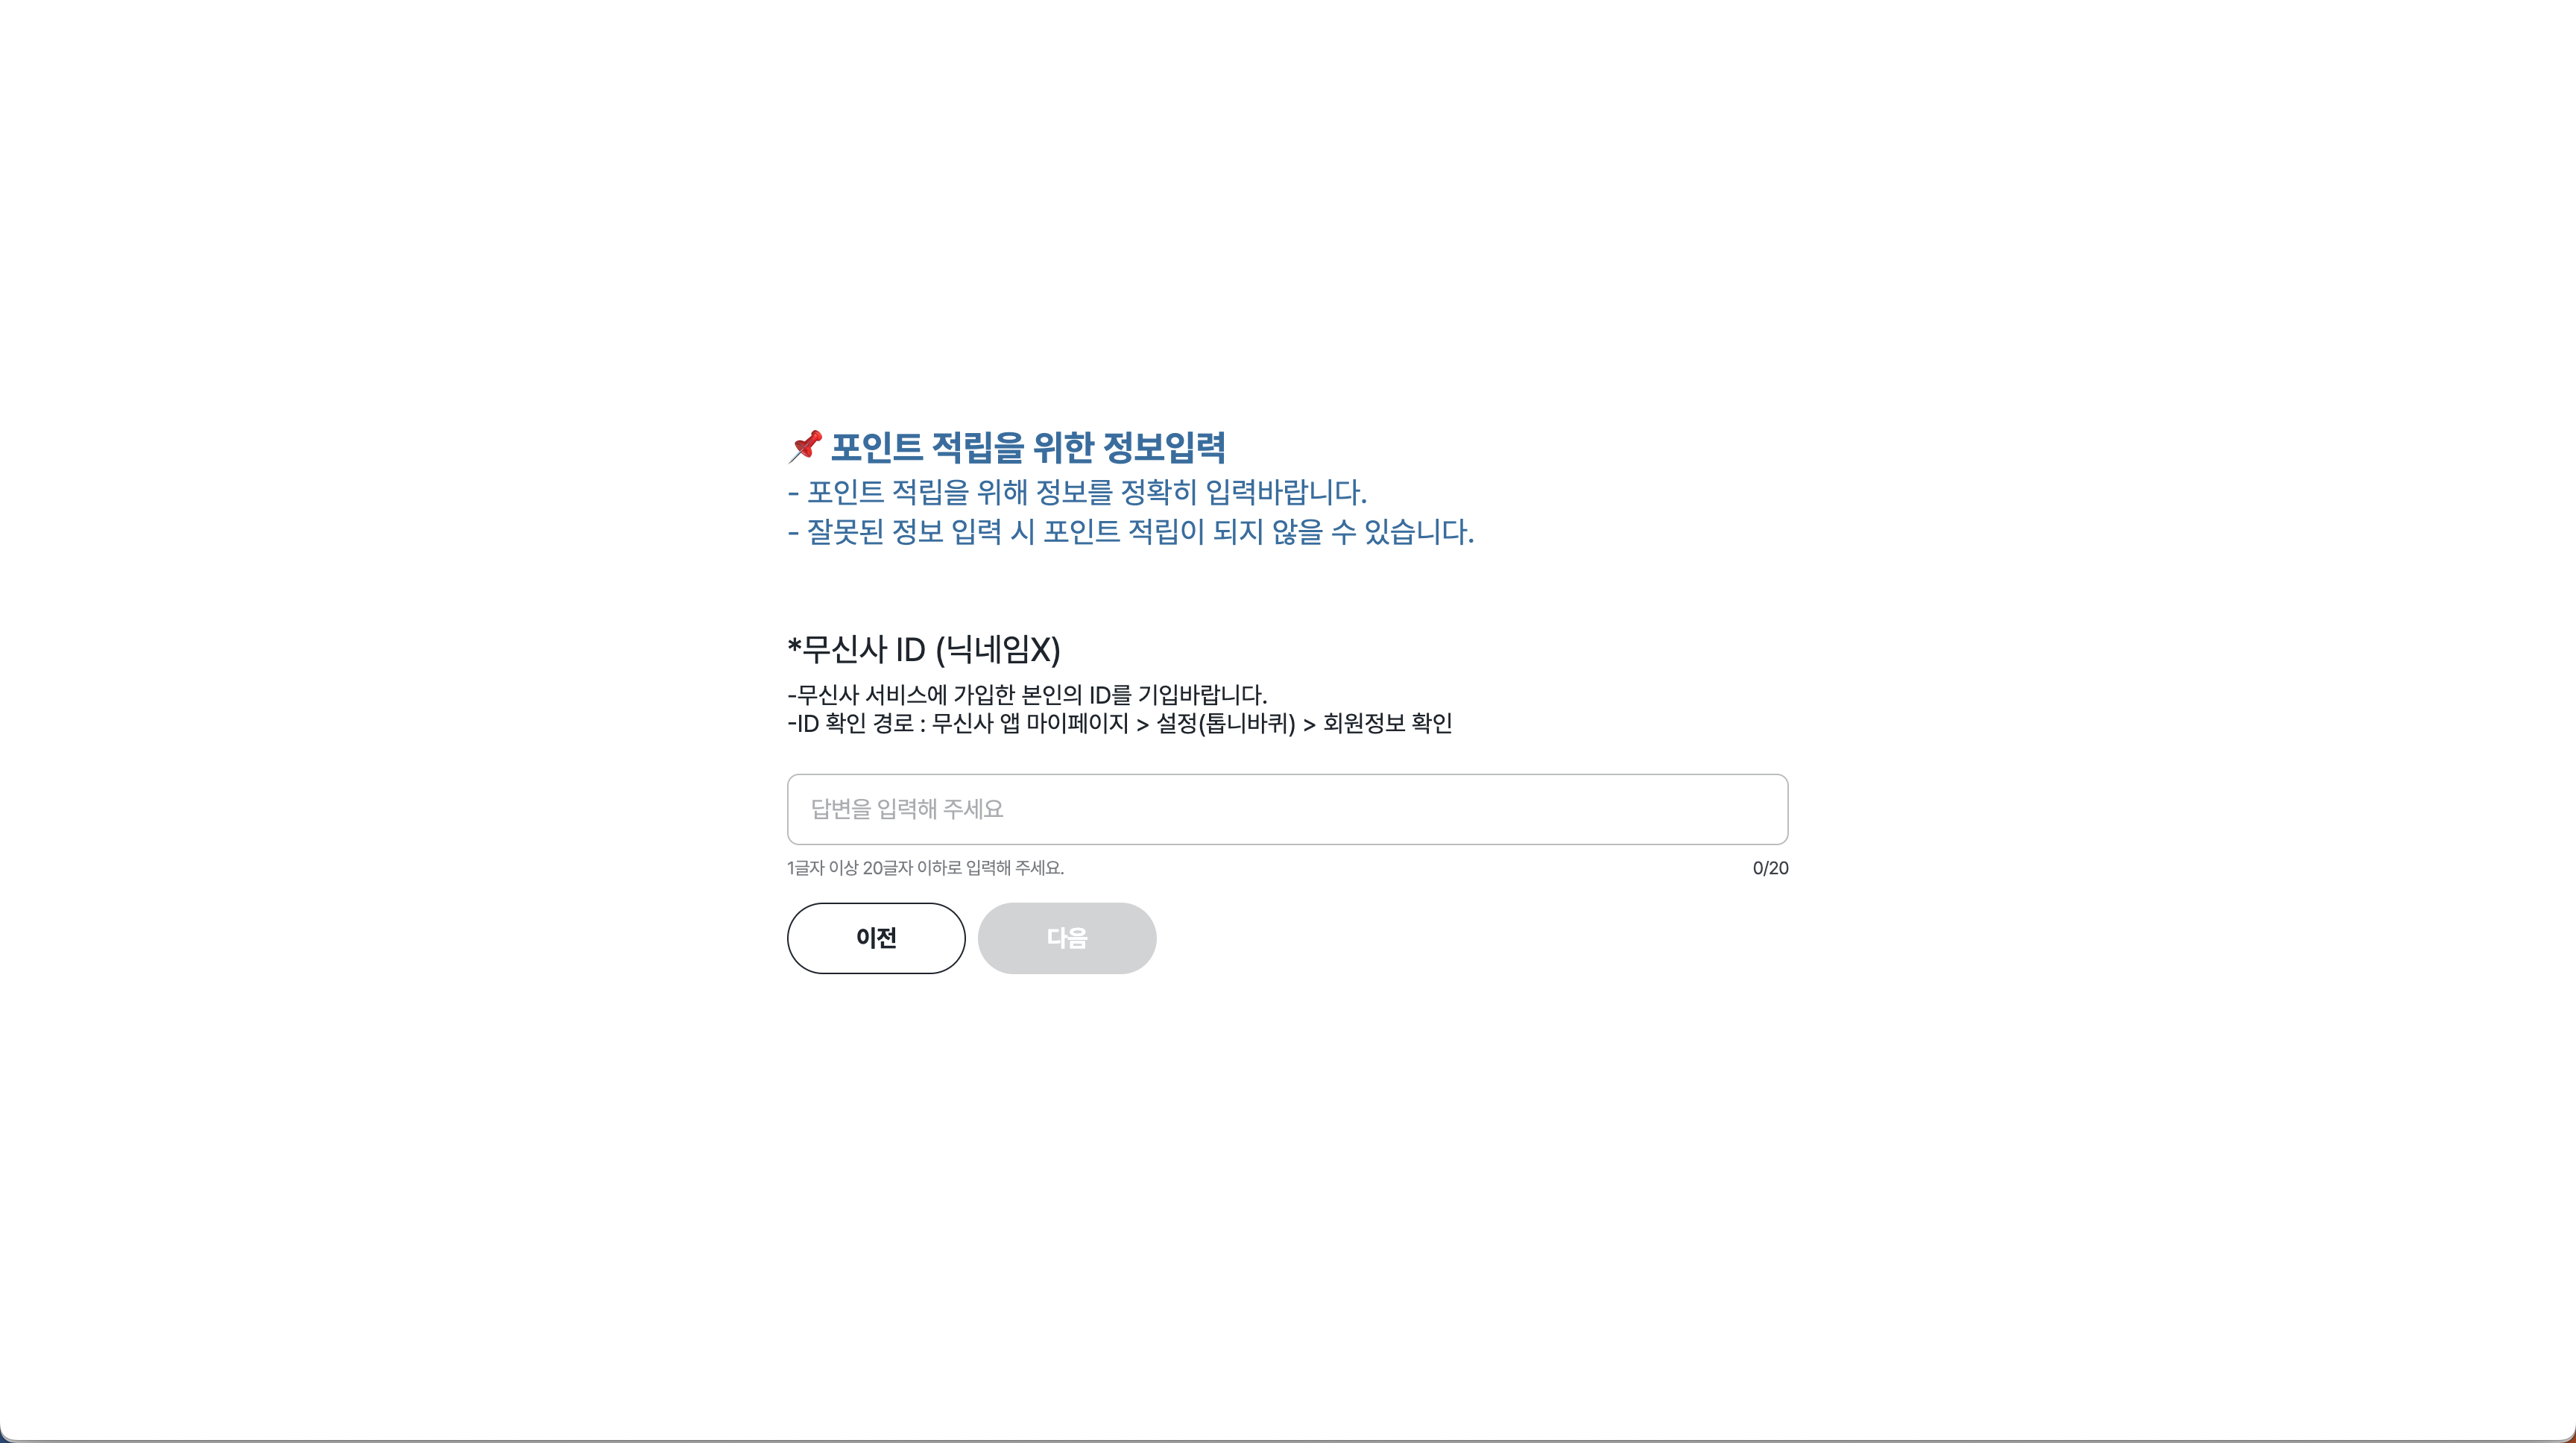 📌 포인트 적립을 위한 정보입력
- 포인트 적립을 위해 정보를 정확히 입력바랍니다.
- 잘못된 정보 입력 시 포인트 적립이 되지 않을 수 있습니다.
*무신사 ID (닉네임X)
-무신사 서비스에 가입한 본인의 ID를 기입바랍니다.
-ID 확인 경로 : 무신사 앱 마이페이지 > 설정(톱니바퀴) > 회원정보 확인
답변을 입력해 주세요
1글자 이상 20글자 이하로 입력해 주세요. 0/20
이전 다음